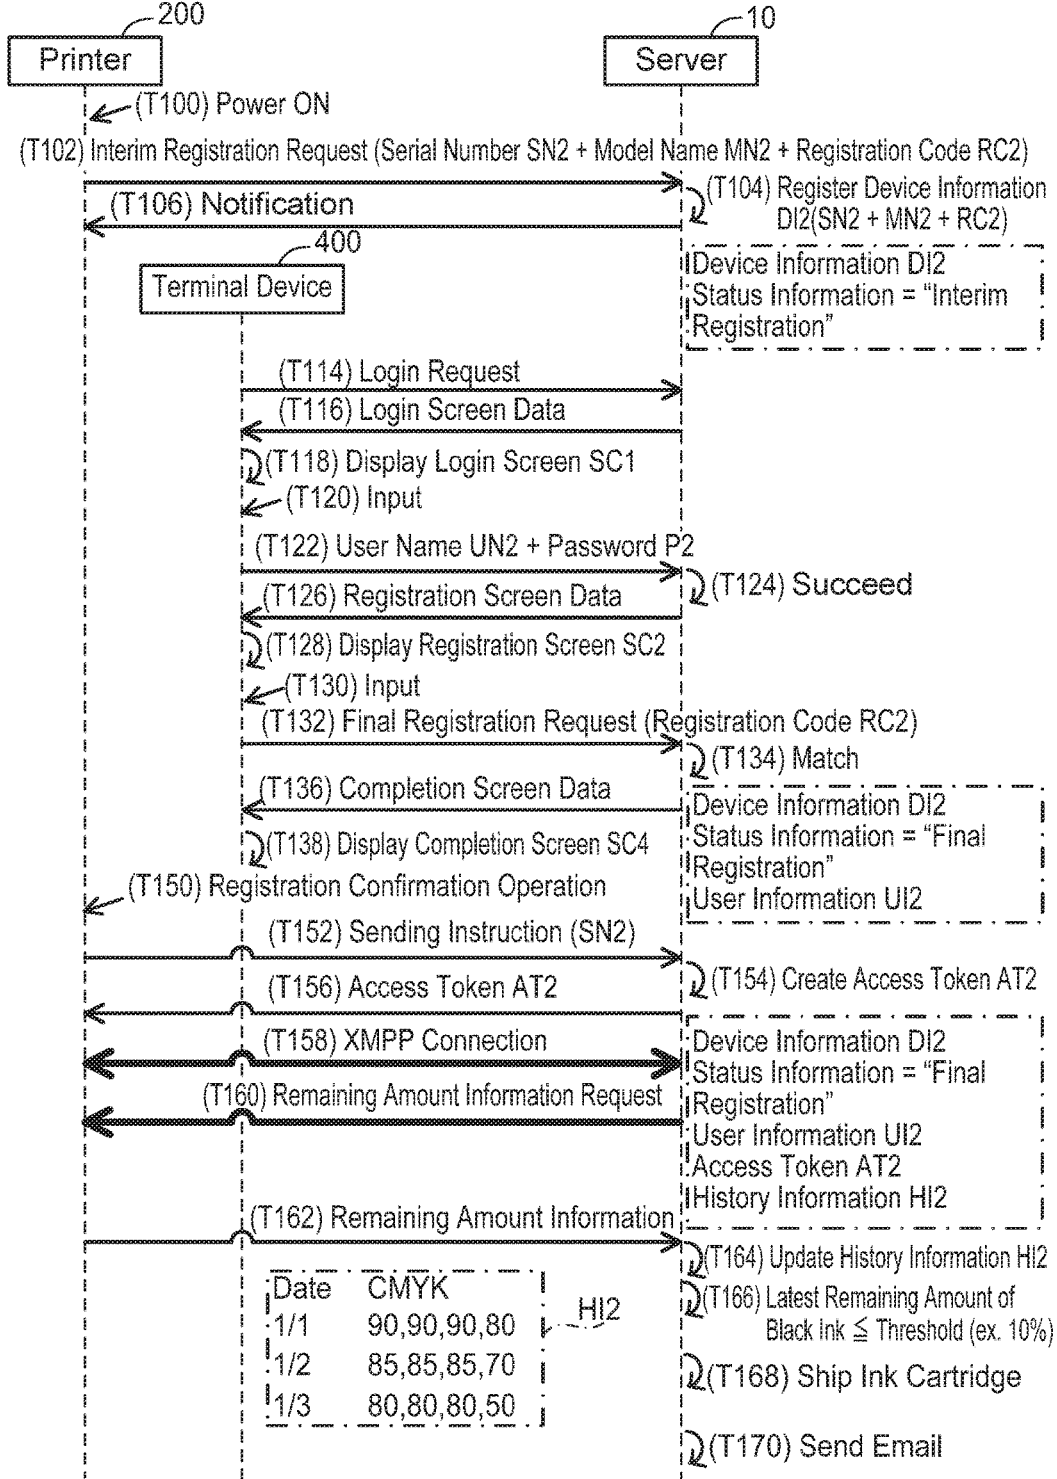 200
10
Printer
Server
(T100) Power ON
(T102) Interim Registration Request (Serial Number SN2 + Model Name MN2 + Registration Code RC2)
(T104) Register Device Information
DI2(SN2 + MN2 + RC2)
(T106) Notification
400
Terminal Device
Device Information DI2
Status Information = “Interim
Registration”
(T114) Login Request
(T116) Login Screen Data
(T118) Display Login Screen SC1
(T120) Input
(T122) User Name UN2 + Password P2
(T124) Succeed
(T126) Registration Screen Data
(T128) Display Registration Screen SC2
(T130) Input
(T132) Final Registration Request (Registration Code RC2)
(T134) Match
(T136) Completion Screen Data
Device Information DI2
Status Information = “Final
Registration”
User Information UI2
(T138) Display Completion Screen SC4
(T150) Registration Confirmation Operation
(T152) Sending Instruction (SN2)
(T154) Create Access Token AT2
(T156) Access Token AT2
(T158) XMPP Connection
Device Information DI2
Status Information = “Final
Registration”
User Information UI2
Access Token AT2
History Information HI2
(T160) Remaining Amount Information Request
(T162) Remaining Amount Information
(T164) Update History Information HI2
(T166) Latest Remaining Amount of
Black Ink ≦ Threshold (ex. 10%)
Date CMYK
1/1 90,90,90,80
1/2 85,85,85,70
1/3 80,80,80,50
HI2
(T168) Ship Ink Cartridge
(T170) Send Email